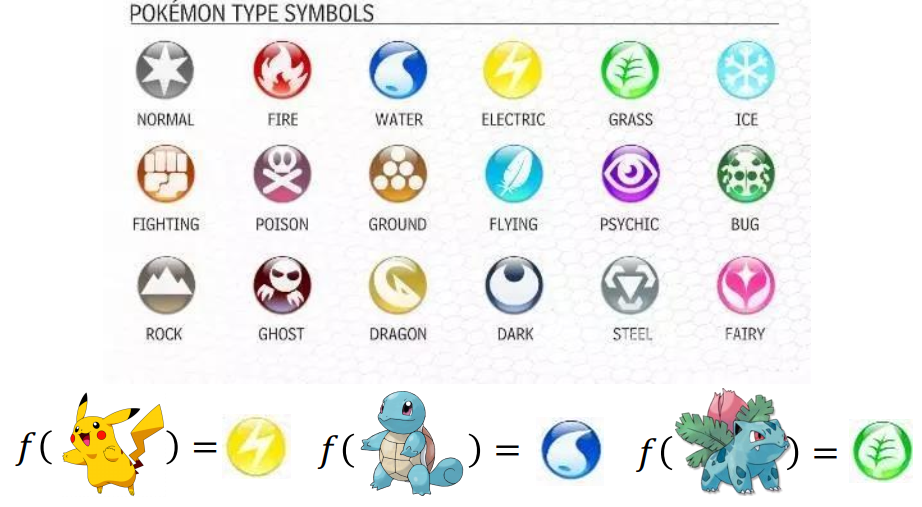 POKÉMON TYPE SYMBOLS
NORMAL FIRE WATER ELECTRIC GRASS ICE
FIGHTING POISON GROUND FLYING PSYCHIC BUG
ROCK GHOST DRAGON DARK STEEL FAIRY
f( ) = f( ) = f( ) =